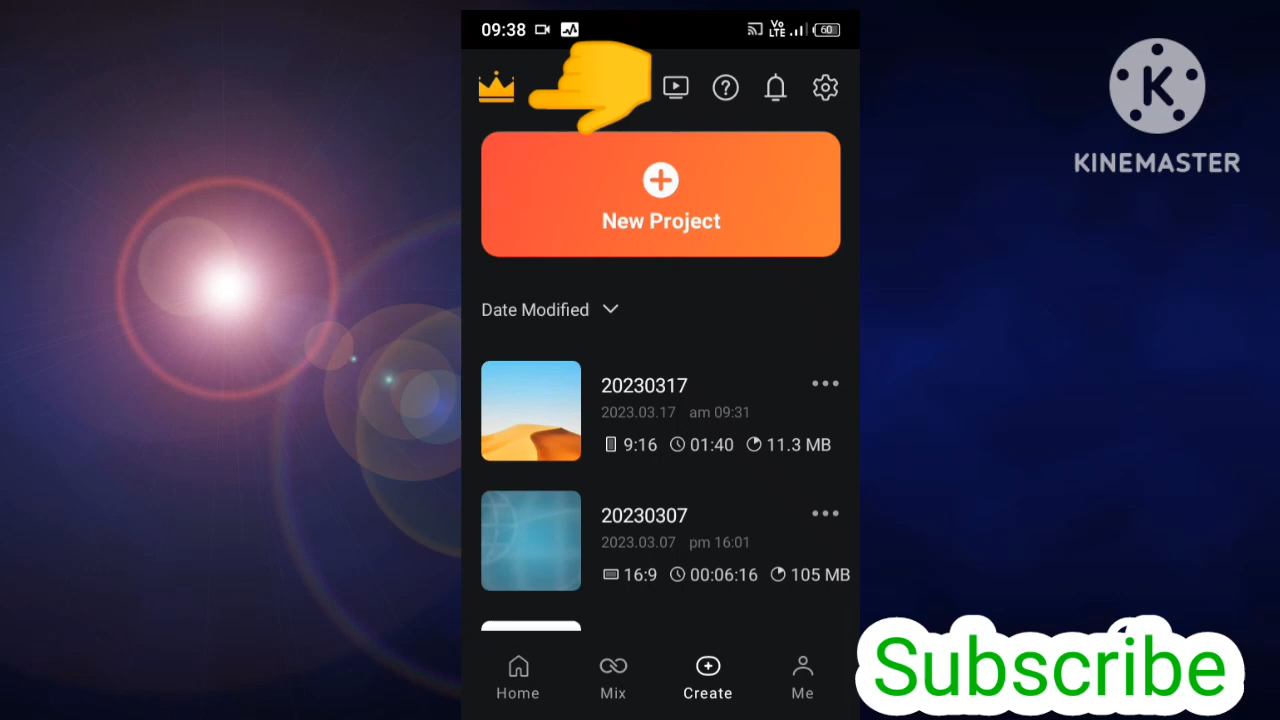 09:38
Vo
LTE
60
K
KINEMASTER
New Project
Date Modified
20230317
2023.03.17 am 09:31
9:16 01:40 11.3 MB
20230307
2023.03.07 pm 16:01
16:9 00:06:16 105 MB
Home Mix Create Me
Subscribe